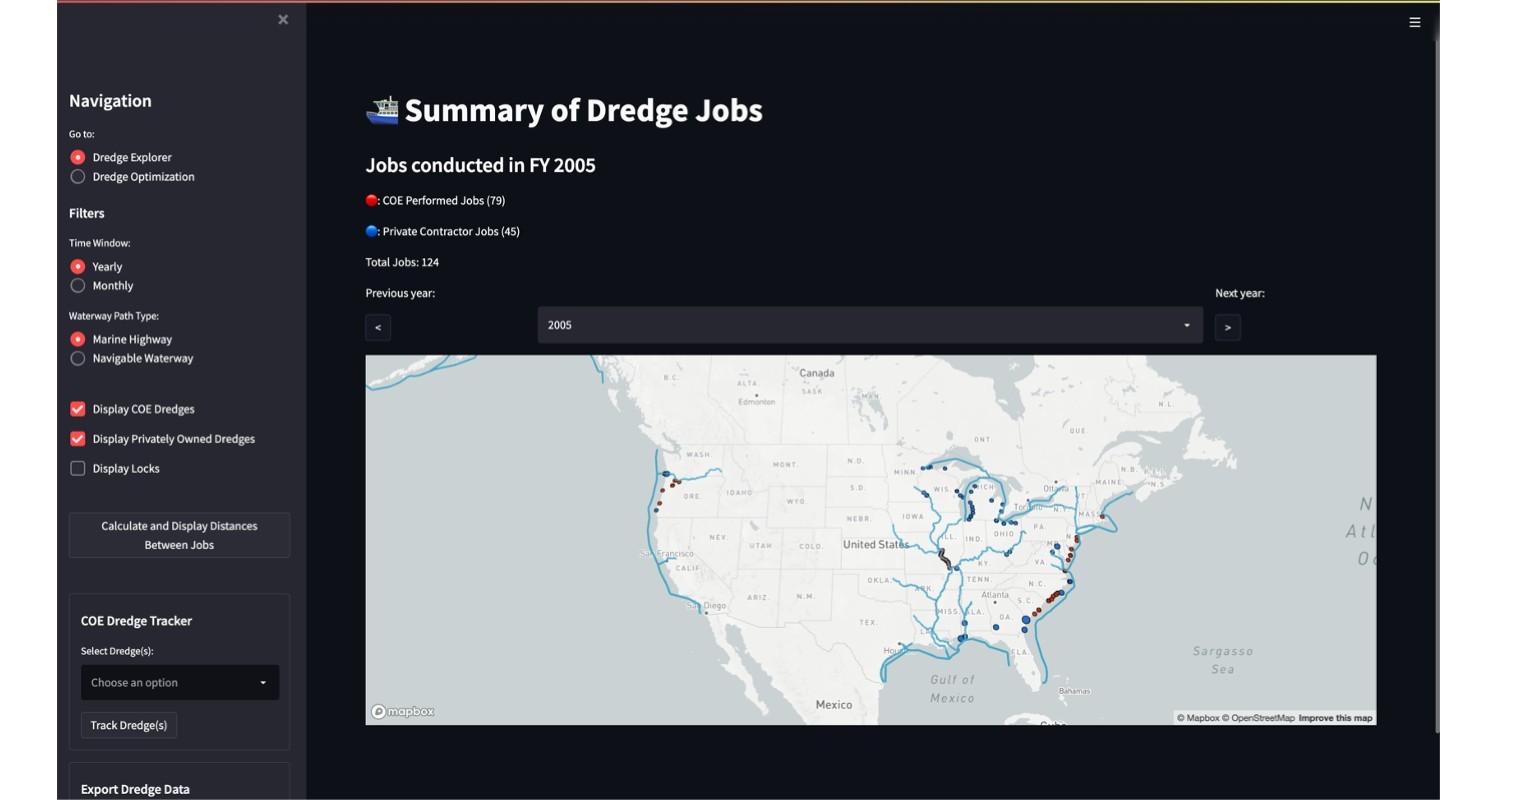 ×
☰
Navigation
Go to:
Dredge Explorer
Dredge Optimization
Filters
Time Window:
Yearly
Monthly
Waterway Path Type:
Marine Highway
Navigable Waterway
Display COE Dredges
Display Privately Owned Dredges
Display Locks
Calculate and Display Distances
Between Jobs
COE Dredge Tracker
Select Dredge(s):
Choose an option
Track Dredge(s)
Export Dredge Data
Summary of Dredge Jobs
Jobs conducted in FY 2005
: COE Performed Jobs (79)
: Private Contractor Jobs (45)
Total Jobs: 124
Previous year:
Next year:
<
2005
>
Canada
B.C.
ALTA.
SASK.
MAN.
Edmonton
N.L.
ONT.
QUE.
WASH.
MONT.
N.D.
MINN.
N.B.
N.S.
MAINE
Ottawa
ORE.
IDAHO
WYO.
S.D.
WIS.
MICH.
Toronto
N.Y.
VT.
MASS.
NEBR.
IOWA
PA.
N
Atl
O
NEV.
UTAH
COLO.
United States
ILL.
IND.
OHIO
San Francisco
CALIF.
KY.
VA.
ARIZ.
N.M.
OKLA.
ARK.
TENN.
N.C.
San Diego
Atlanta
S.C.
TEX.
MISS.
ALA.
GA.
LA.
FLA.
Gulf of
Mexico
Sargasso
Sea
Bahamas
Mexico
Cuba
mapbox
© Mapbox © OpenStreetMap Improve this map